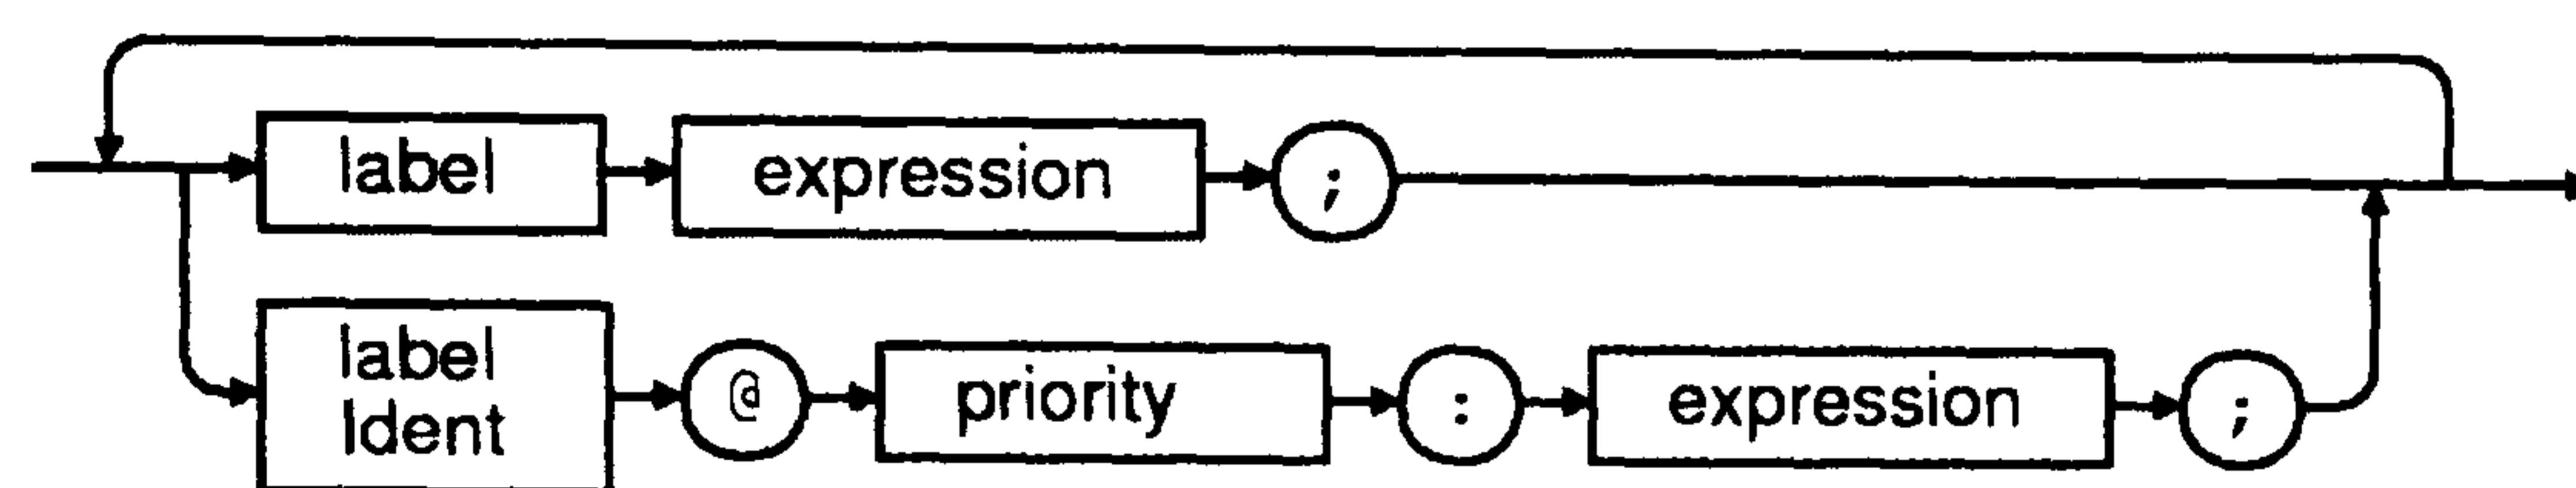 label expression ;
label
Ident @ priority : expression ;